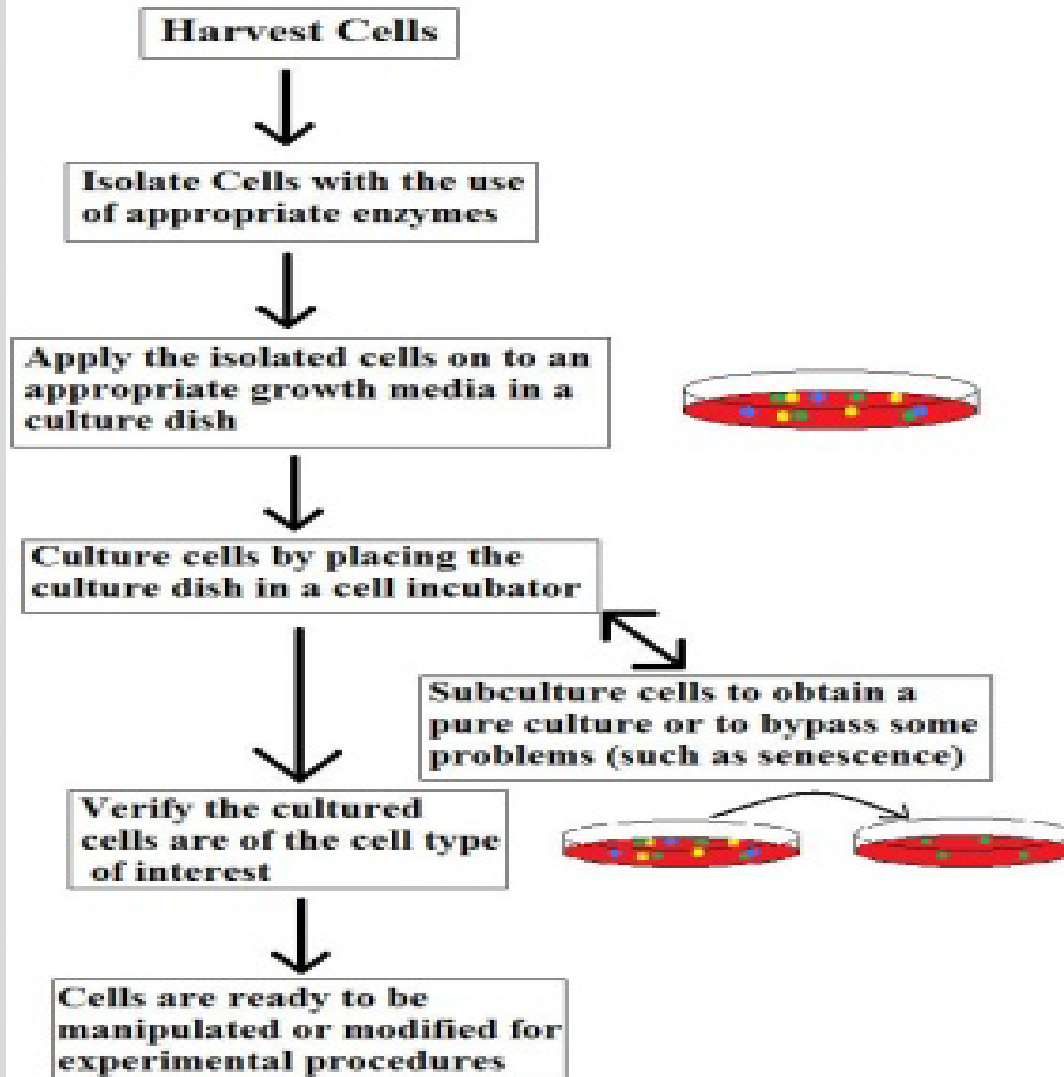 Harvest Cells
Isolate Cells with the use
of appropriate enzymes
Apply the isolated cells on to an
appropriate growth media in a
culture dish
Culture cells by placing the
culture dish in a cell incubator
Subculture cells to obtain a
pure culture or to bypass some
problems (such as senescence)
Verify the cultured
cells are of the cell type
of interest
Cells are ready to be
manipulated or modified for
experimental procedures